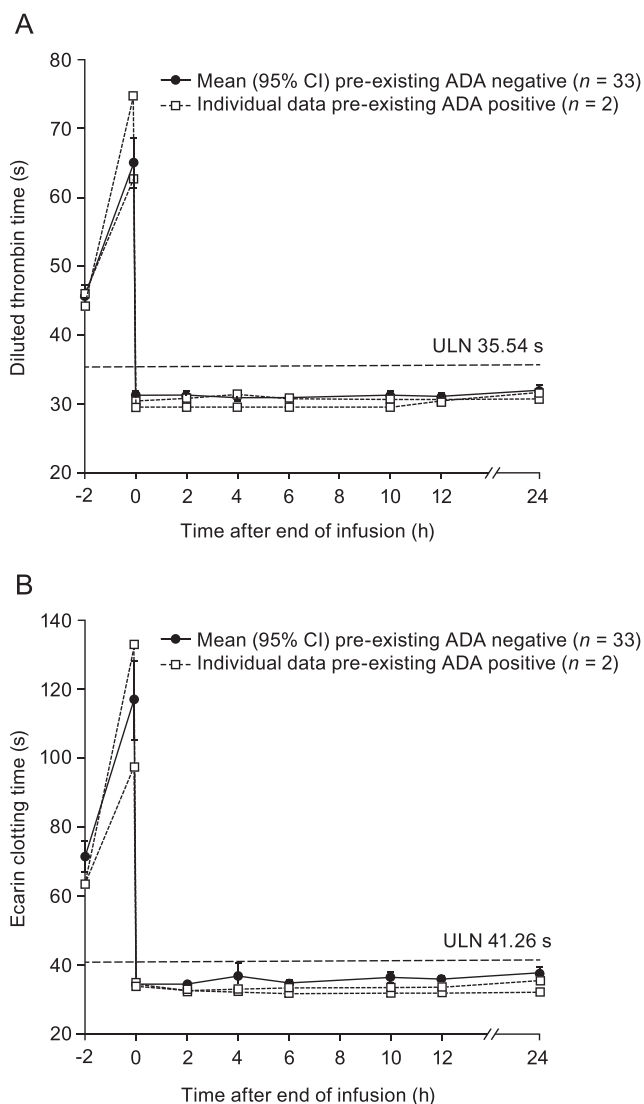 A
Mean (95% CI) pre-existing ADA negative (n = 33)
Individual data pre-existing ADA positive (n = 2)
80
70
60
50
40
30
20
Diluted thrombin time (s)
ULN 35.54 s
-2 0 2 4 6 8 10 12 24
Time after end of infusion (h)
B
Mean (95% CI) pre-existing ADA negative (n = 33)
Individual data pre-existing ADA positive (n = 2)
140
120
100
80
60
40
20
Ecarin clotting time (s)
ULN 41.26 s
-2 0 2 4 6 8 10 12 24
Time after end of infusion (h)